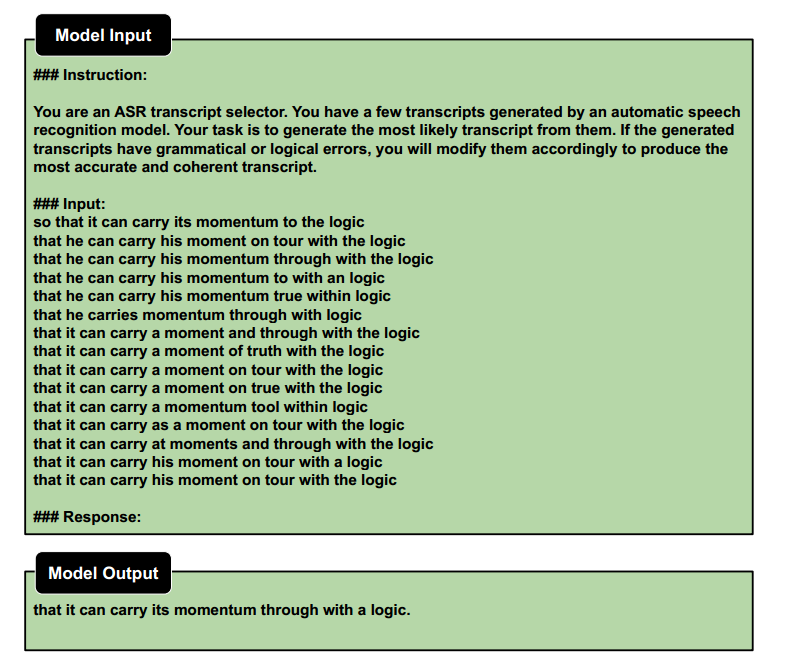 Model Input
### Instruction:
You are an ASR transcript selector. You have a few transcripts generated by an automatic speech
recognition model. Your task is to generate the most likely transcript from them. If the generated
transcripts have grammatical or logical errors, you will modify them accordingly to produce the
most accurate and coherent transcript.
### Input:
so that it can carry its momentum to the logic
that he can carry his moment on tour with the logic
that he can carry his momentum through with the logic
that he can carry his momentum to with an logic
that he can carry his momentum true within logic
that he carries momentum through with logic
that it can carry a moment and through with the logic
that it can carry a moment of truth with the logic
that it can carry a moment on tour with the logic
that it can carry a moment on true with the logic
that it can carry a momentum tool within logic
that it can carry as a moment on tour with the logic
that it can carry at moments and through with the logic
that it can carry his moment on tour with a logic
that it can carry his moment on tour with the logic
### Response:
Model Output
that it can carry its momentum through with a logic.